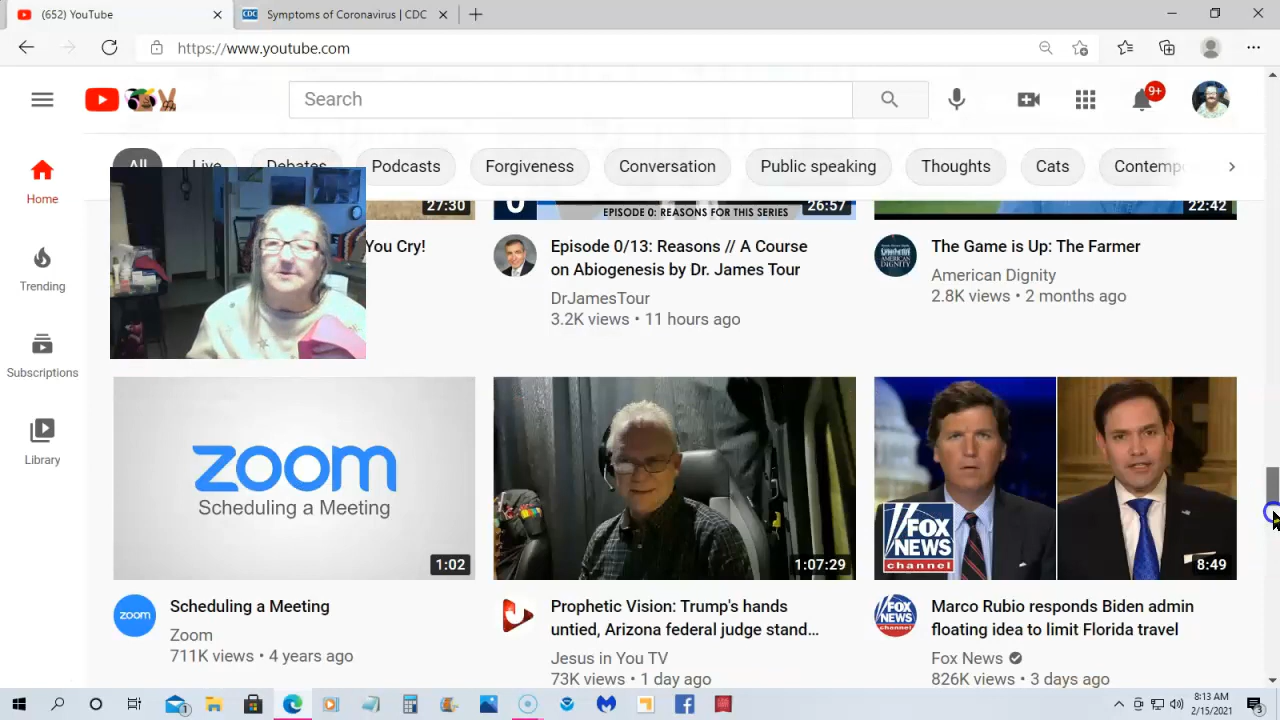 (652) YouTube
Symptoms of Coronavirus | CDC
https://www.youtube.com
Search
9+
All
Live
Debates
Podcasts
Forgiveness
Conversation
Public speaking
Thoughts
Cats
Contemp
Home
Trending
Subscriptions
Library
27:30
You Cry!
EPISODE 0: REASONS FOR THIS SERIES
26:57
Episode 0/13: Reasons // A Course
on Abiogenesis by Dr. James Tour
DrJamesTour
3.2K views • 11 hours ago
22:42
The Game is Up: The Farmer
American Dignity
2.8K views • 2 months ago
zoom
Scheduling a Meeting
1:02
zoom
Scheduling a Meeting
Zoom
711K views • 4 years ago
1:07:29
Prophetic Vision: Trump's hands
untied, Arizona federal judge stand...
Jesus in You TV
73K views • 1 day ago
FOX
NEWS
channel
8:49
FOX
NEWS
channel
Marco Rubio responds Biden admin
floating idea to limit Florida travel
Fox News
826K views • 3 days ago
8:13 AM
2/15/2021